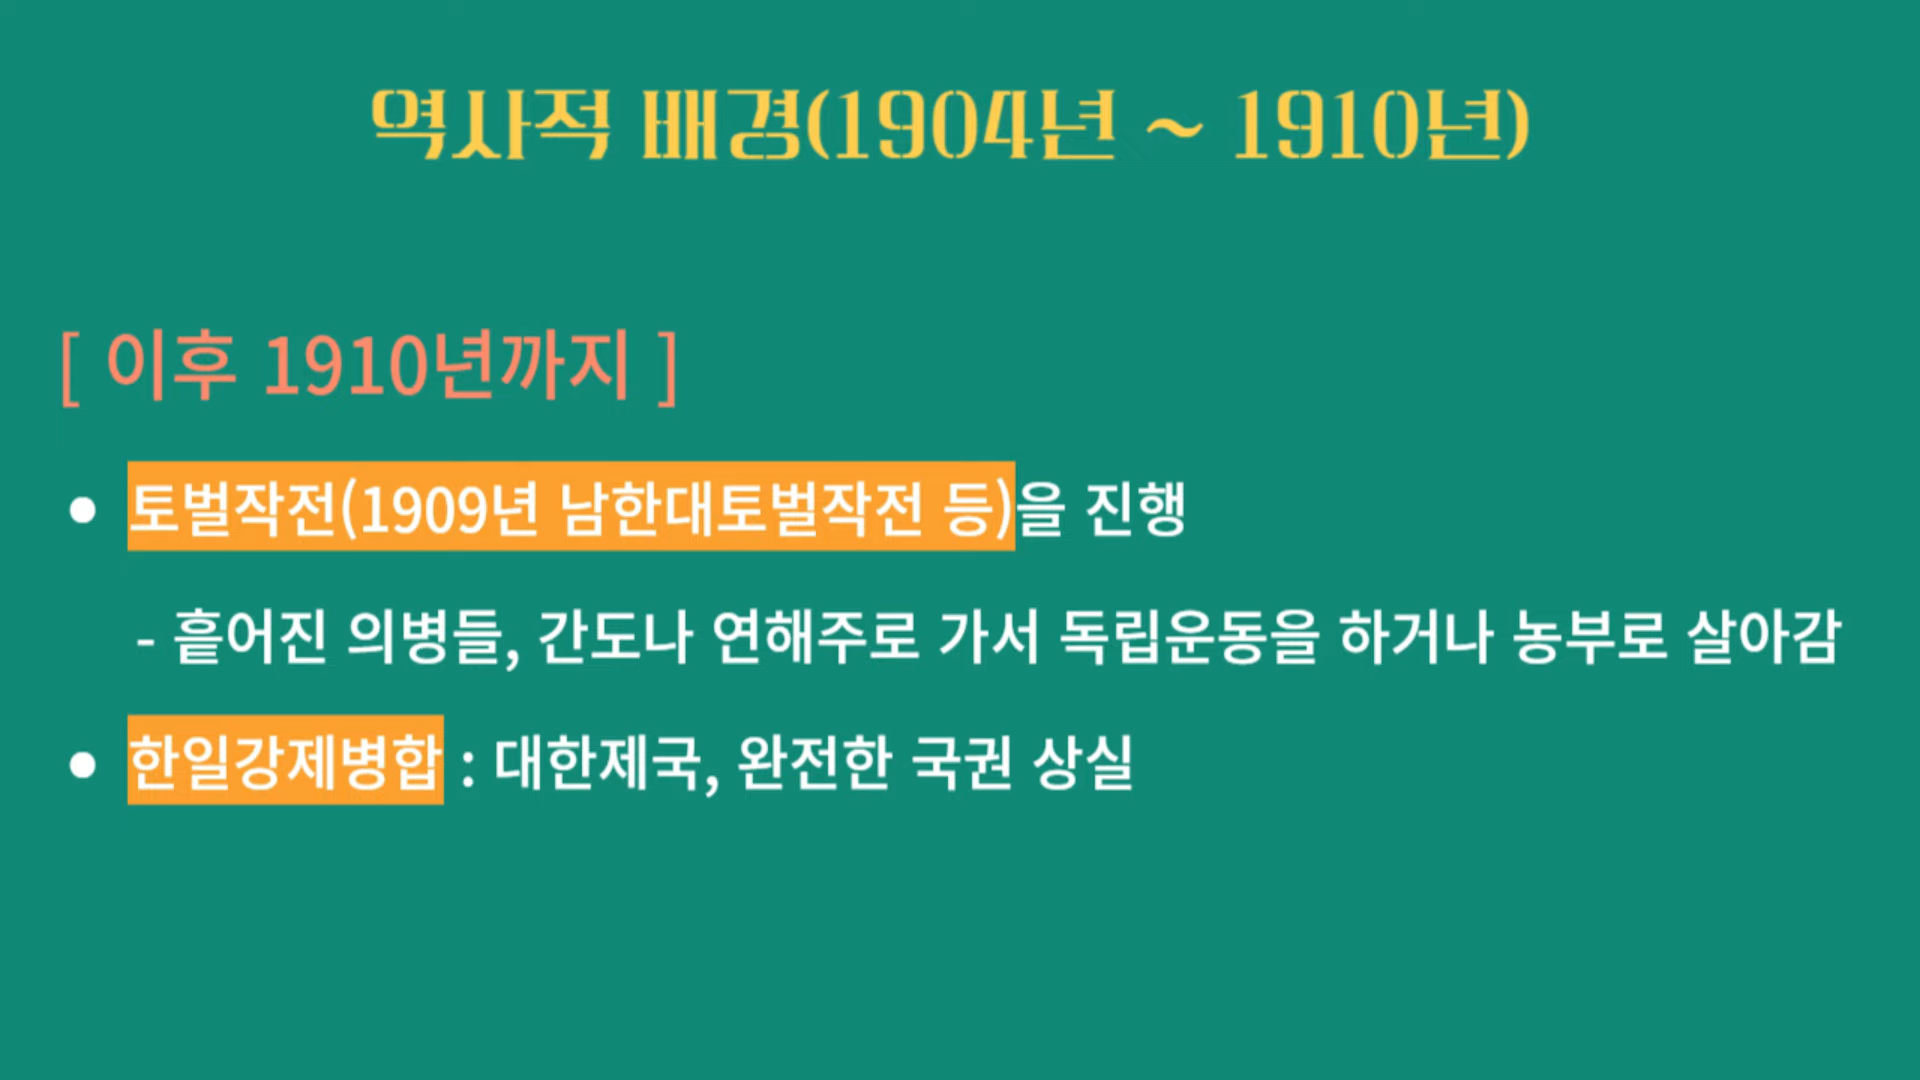 역사적 배경(1904년 ~ 1910년)
[ 이후 1910년까지 ]
• 토벌작전(1909년 남한대토벌작전 등)을 진행
- 흩어진 의병들, 간도나 연해주로 가서 독립운동을 하거나 농부로 살아감
• 한일강제병합 : 대한제국, 완전한 국권 상실